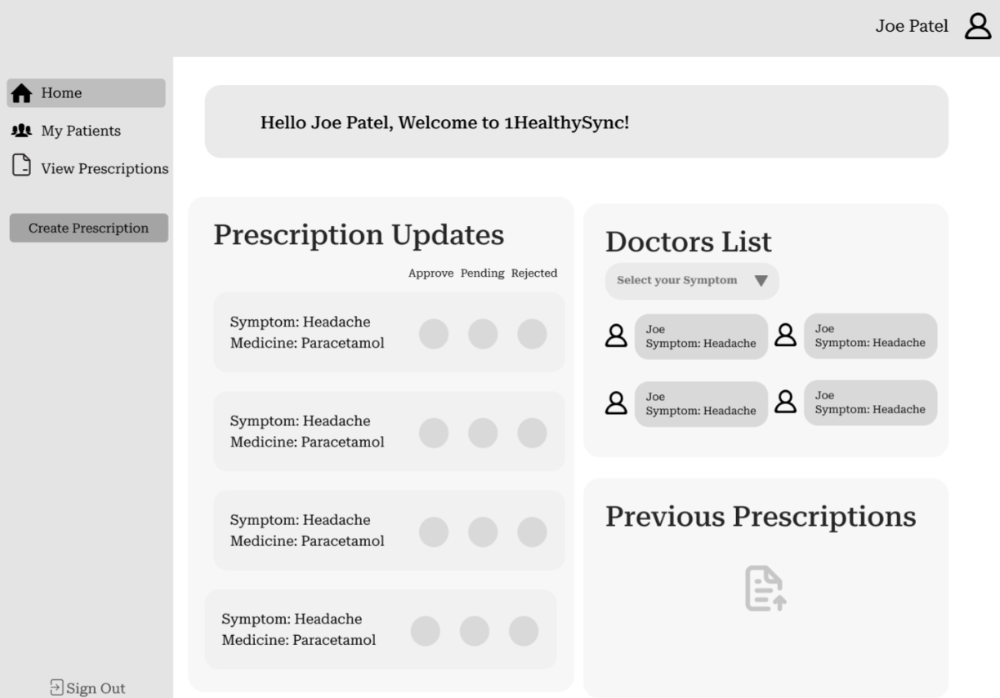 Joe Patel
Home
My Patients
View Prescriptions
Create Prescription
Sign Out
Hello Joe Patel, Welcome to 1HealthySync!
Prescription Updates
Approve Pending Rejected
Symptom: Headache
Medicine: Paracetamol
Symptom: Headache
Medicine: Paracetamol
Symptom: Headache
Medicine: Paracetamol
Symptom: Headache
Medicine: Paracetamol
Doctors List
Select your Symptom
Joe
Symptom: Headache
Joe
Symptom: Headache
Joe
Symptom: Headache
Joe
Symptom: Headache
Previous Prescriptions